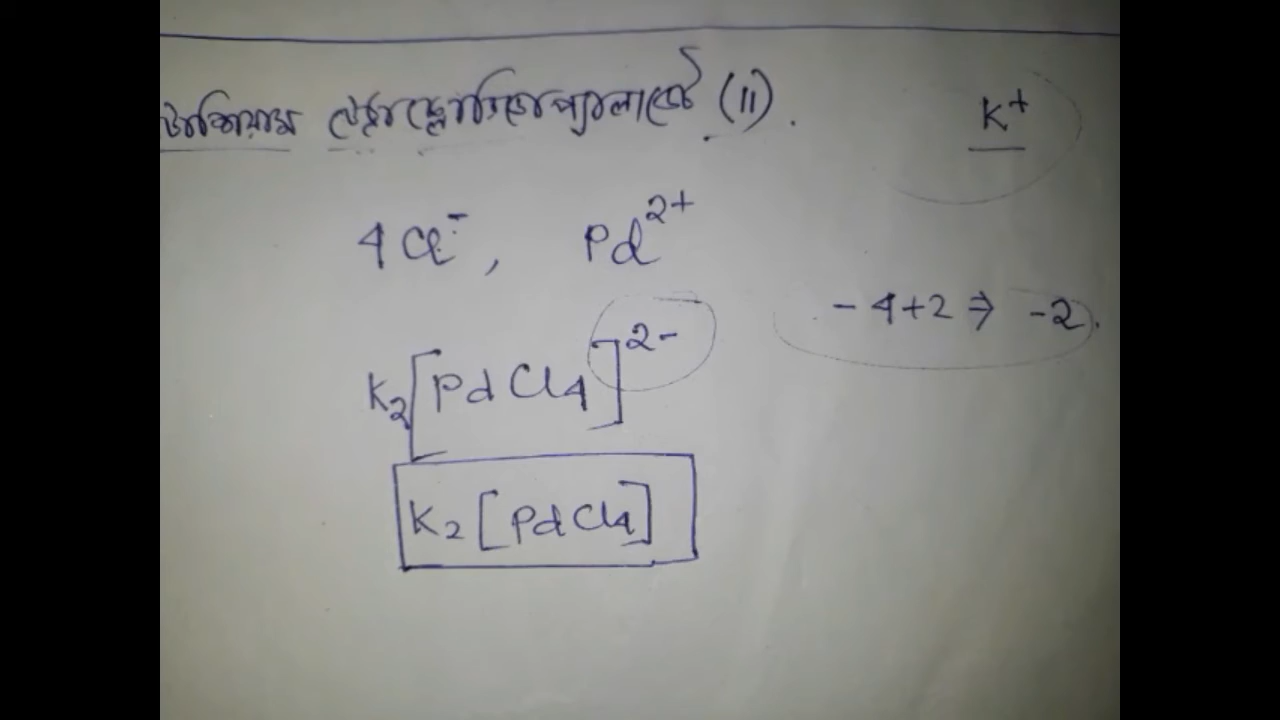 টাশিয়াম টেট্রাক্লোরিডোপ্যালাডেট (II).
K⁺
4Cl⁻, Pd²⁺
-4+2 ⇒ -2.
K₂[PdCl₄]²⁻
K₂[PdCl₄]